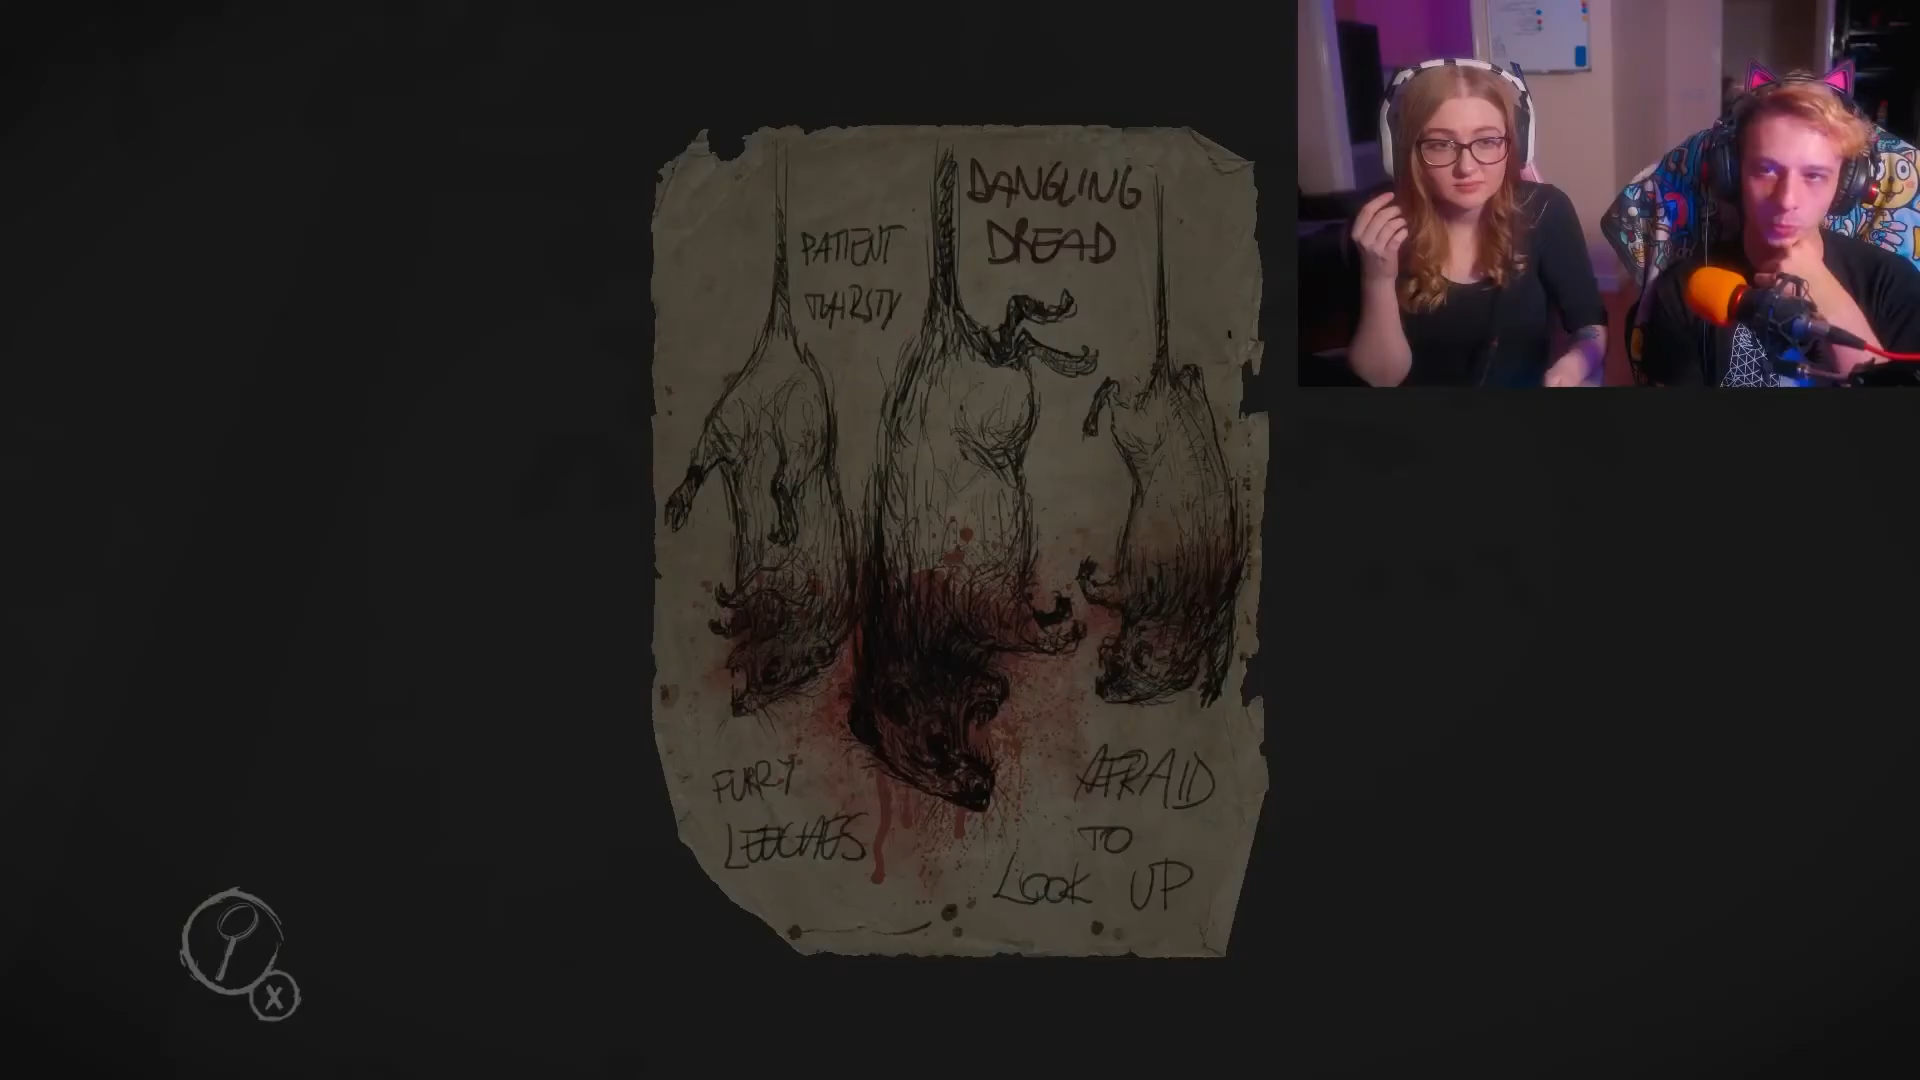 DANGLING
DREAD
PATIENT
THIRSTY
FURRY
LEECHES
AFRAID
TO
LOOK UP
X